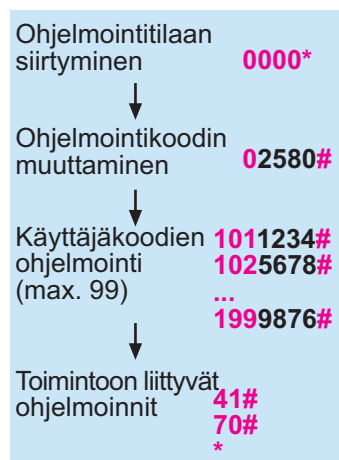 Ohjelmointitilaan
siirtyminen 0000*
Ohjelmointikoodin
muuttaminen 02580#
Käyttäjäkoodien 1011234#
ohjelmointi 1025678#
(max. 99) ...
1999876#
Toimintoon liittyvät
ohjelmoinnit 41#
70#
*